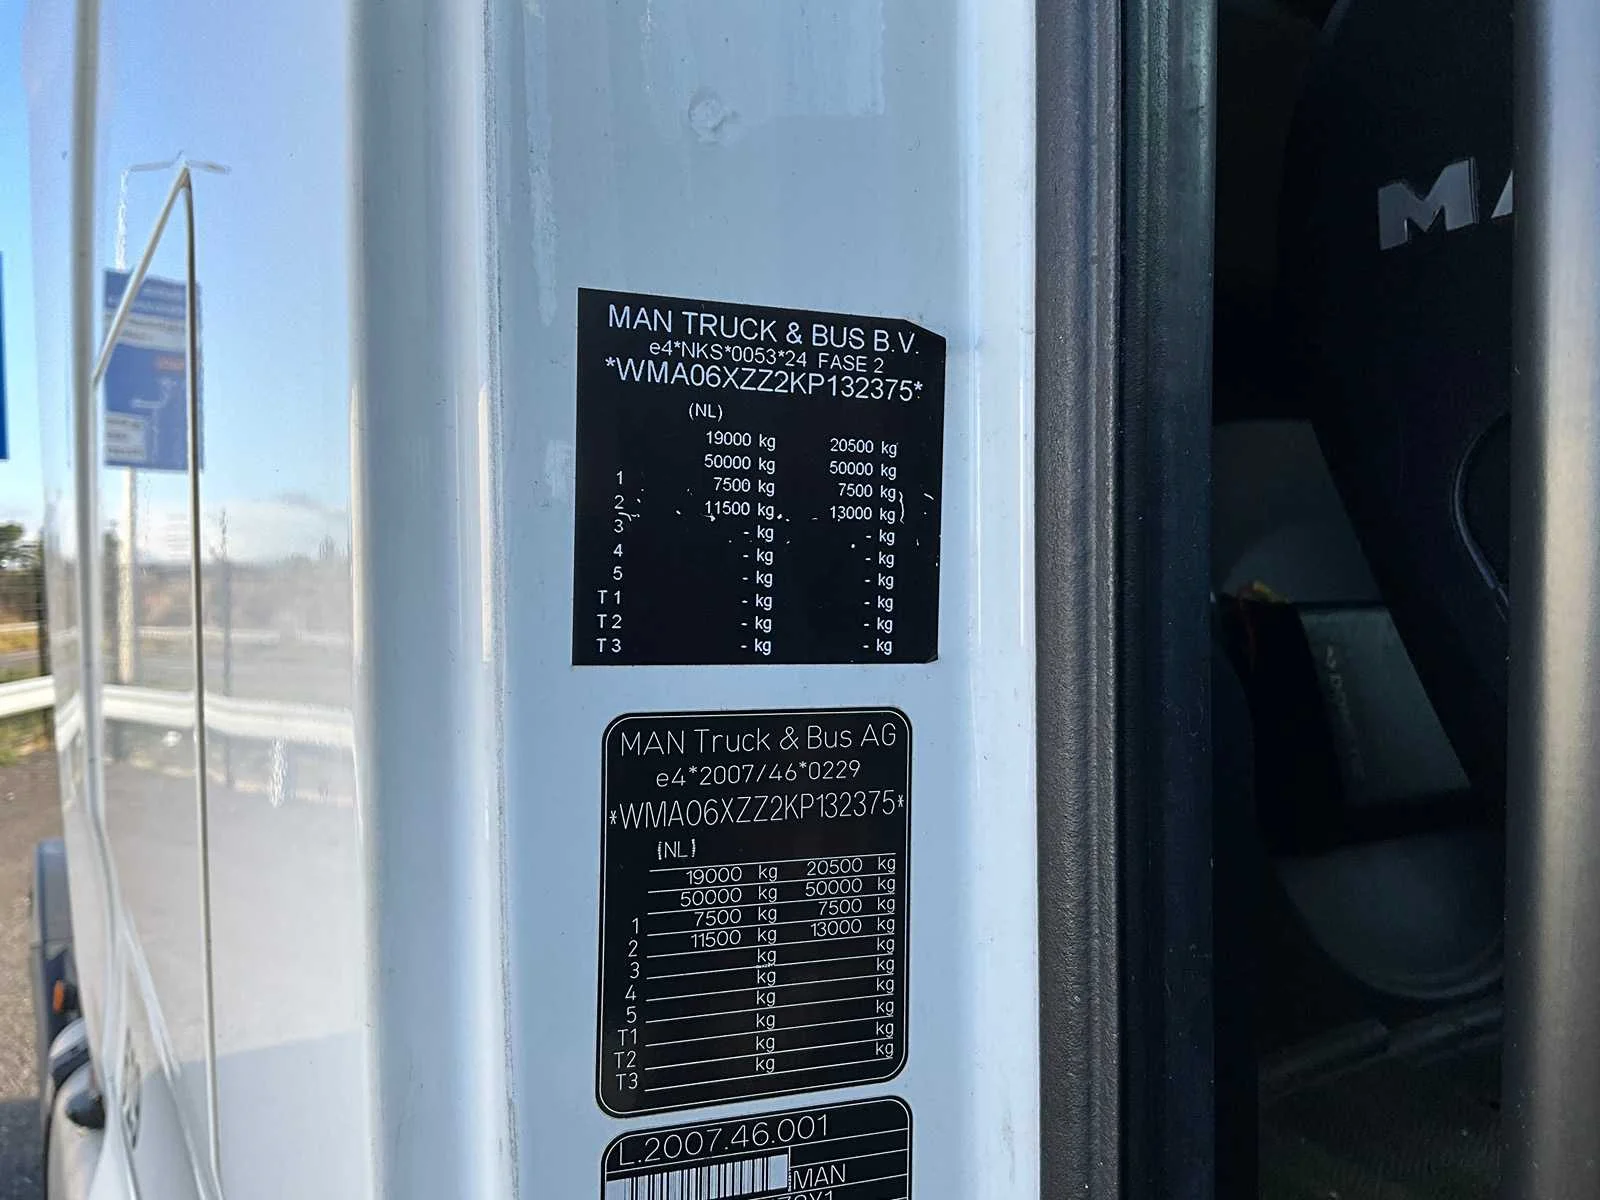 MAN TRUCK & BUS B.V.
e4*NKS*0053*24 FASE 2
*WMA06XZZ2KP132375*
(NL)
19000 kg 20500 kg
50000 kg 50000 kg
1 7500 kg 7500 kg
2 11500 kg 13000 kg
3 - kg - kg
4 - kg - kg
5 - kg - kg
T1 - kg - kg
T2 - kg - kg
T3 - kg - kg
MAN Truck & Bus AG
e4*2007/46*0229
*WMA06XZZ2KP132375*
(NL)
19000 kg 20500 kg
50000 kg 50000 kg
1 7500 kg 7500 kg
2 11500 kg 13000 kg
3 kg kg
4 kg kg
5 kg kg
T1 kg kg
T2 kg kg
T3 kg kg
L.2007.46.001
MAN